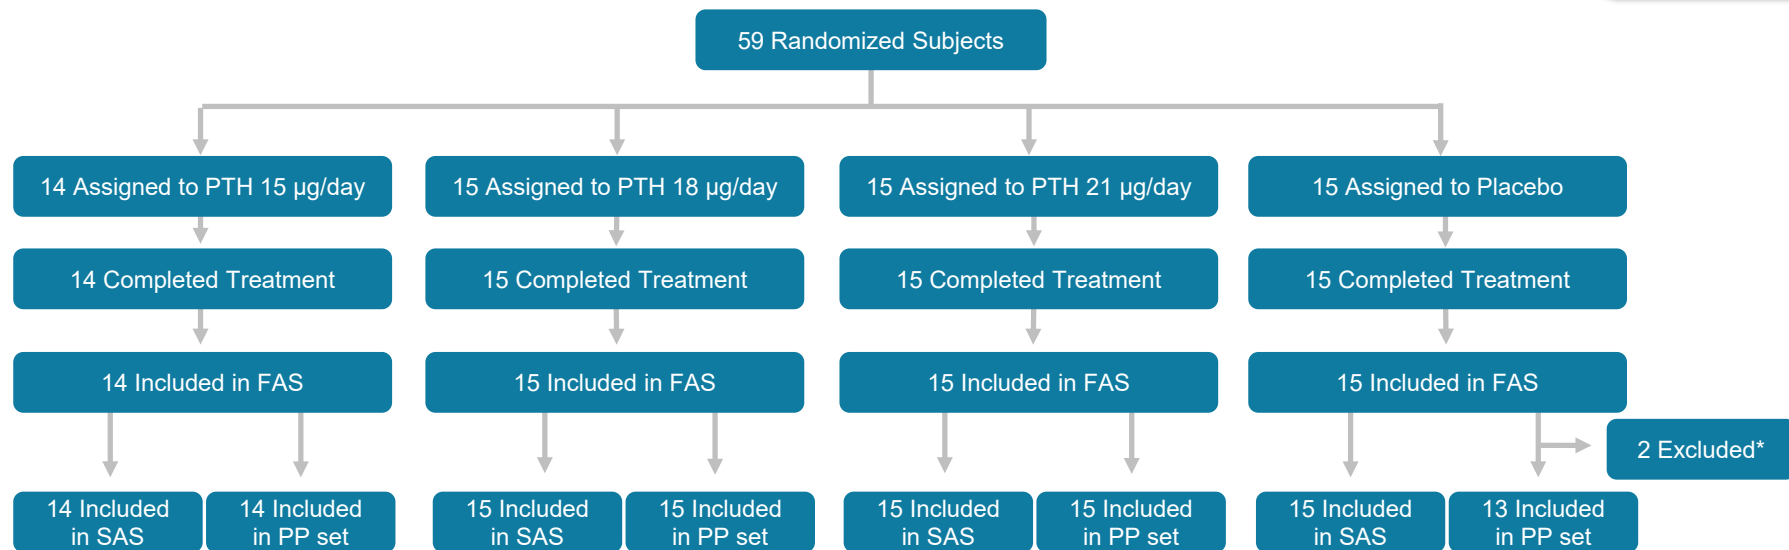 59 Randomized Subjects
14 Assigned to PTH 15 µg/day
15 Assigned to PTH 18 µg/day
15 Assigned to PTH 21 µg/day
15 Assigned to Placebo
14 Completed Treatment
15 Completed Treatment
15 Completed Treatment
15 Completed Treatment
14 Included in FAS
15 Included in FAS
15 Included in FAS
15 Included in FAS
2 Excluded*
14 Included
in SAS
14 Included
in PP set
15 Included
in SAS
15 Included
in PP set
15 Included
in SAS
15 Included
in PP set
15 Included
in SAS
13 Included
in PP set